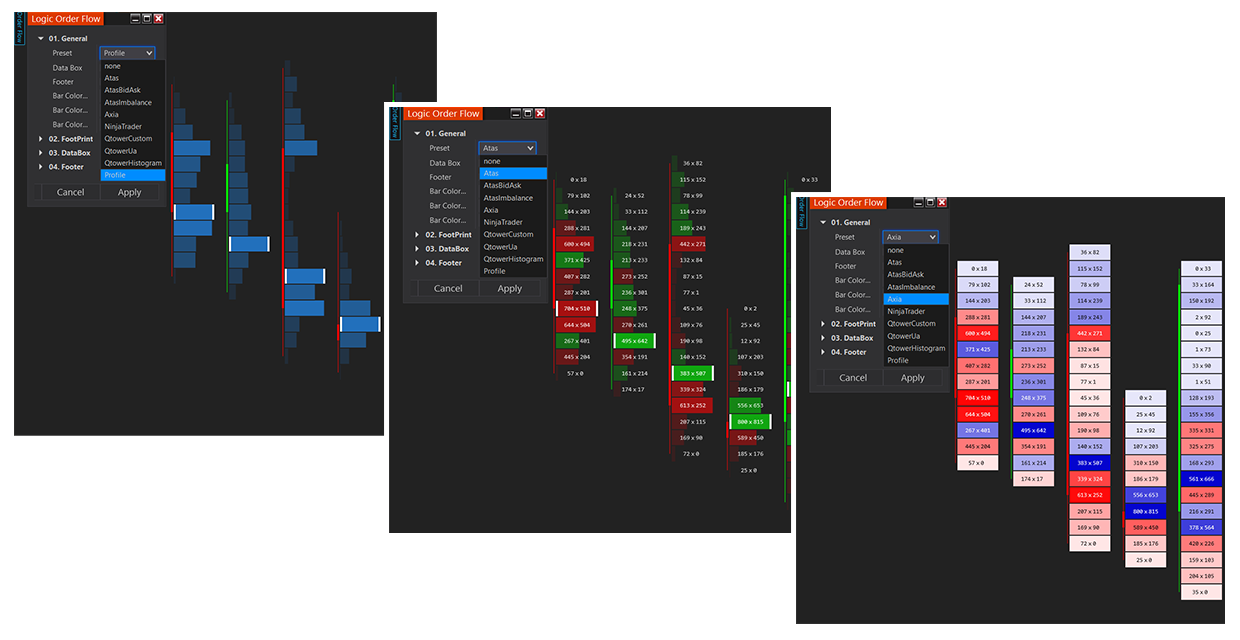 Order Flow
Logic Order Flow
01. General
Preset
Profile
Data Box
none
Footer
Atas
Bar Color...
AtasBidAsk
Bar Color...
AtasImbalance
Bar Color...
Axia
02. FootPrint
NinjaTrader
03. DataBox
QtowerCustom
04. Footer
QtowerUa
QtowerHistogram
Profile
Cancel
Apply
Order Flow
Logic Order Flow
01. General
Preset
Atas
Data Box
none
Footer
Atas
Bar Color...
AtasBidAsk
Bar Color...
AtasImbalance
Bar Color...
Axia
02. FootPrint
NinjaTrader
03. DataBox
QtowerCustom
04. Footer
QtowerUa
QtowerHistogram
Profile
Cancel
Apply
0 x 18
79 x 102
144 x 203
288 x 281
600 x 494
371 x 425
407 x 282
287 x 201
704 x 510
644 x 504
267 x 401
445 x 204
57 x 0
24 x 52
33 x 112
144 x 207
218 x 231
213 x 233
273 x 252
236 x 301
248 x 375
270 x 261
495 x 642
354 x 191
161 x 214
174 x 17
36 x 82
115 x 152
78 x 99
114 x 239
189 x 243
442 x 271
132 x 84
87 x 15
77 x 1
45 x 36
109 x 76
190 x 98
140 x 152
383 x 507
339 x 324
613 x 252
207 x 115
169 x 90
72 x 0
0 x 2
25 x 45
12 x 92
107 x 203
310 x 150
186 x 179
556 x 653
800 x 815
589 x 450
185 x 176
25 x 0
0 x 33
Order Flow
Logic Order Flow
01. General
Preset
Axia
Data Box
none
Footer
Atas
Bar Color...
AtasBidAsk
Bar Color...
AtasImbalance
Bar Color...
Axia
02. FootPrint
NinjaTrader
03. DataBox
QtowerCustom
04. Footer
QtowerUa
QtowerHistogram
Profile
Cancel
Apply
0 x 18
79 x 102
144 x 203
288 x 281
600 x 494
371 x 425
407 x 282
287 x 201
704 x 510
644 x 504
267 x 401
445 x 204
57 x 0
24 x 52
33 x 112
144 x 207
218 x 231
213 x 233
273 x 252
236 x 301
248 x 375
270 x 261
495 x 642
354 x 191
161 x 214
174 x 17
36 x 82
115 x 152
78 x 99
114 x 239
189 x 243
442 x 271
132 x 84
87 x 15
77 x 1
45 x 36
109 x 76
190 x 98
140 x 152
383 x 507
339 x 324
613 x 252
207 x 115
169 x 90
72 x 0
0 x 2
25 x 45
12 x 92
107 x 203
310 x 150
186 x 179
556 x 653
800 x 815
589 x 450
185 x 176
25 x 0
0 x 33
33 x 164
150 x 192
2 x 92
0 x 25
1 x 73
33 x 90
1 x 51
128 x 193
155 x 356
335 x 331
325 x 275
168 x 293
561 x 666
445 x 289
216 x 291
378 x 564
420 x 226
159 x 103
204 x 105
35 x 0